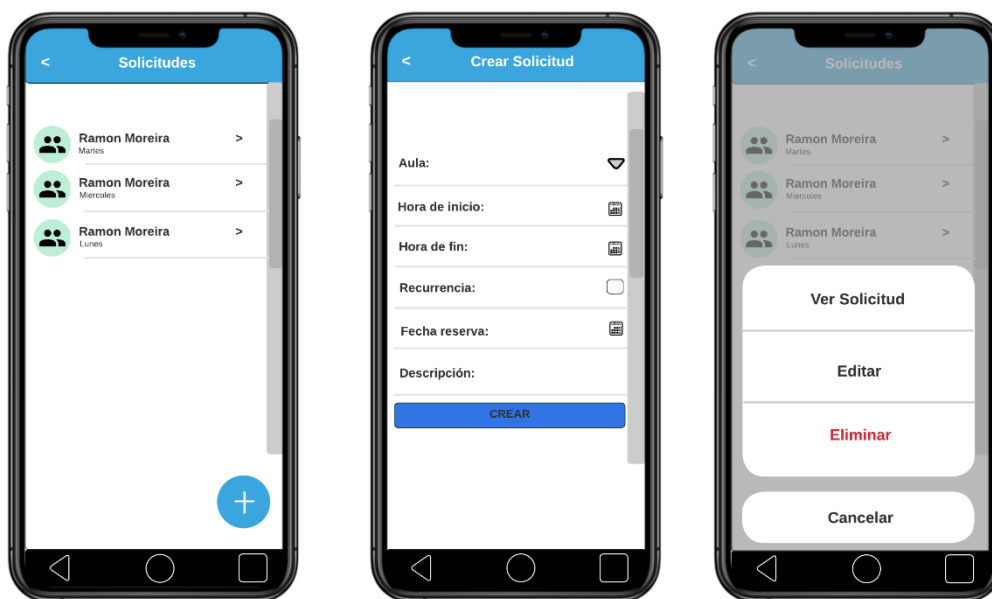 < Solicitudes
Ramon Moreira >
Martes
Ramon Moreira >
Miercoles
Ramon Moreira >
Lunes
+
< Crear Solicitud
Aula:
Hora de inicio:
Hora de fin:
Recurrencia:
Fecha reserva:
Descripción:
CREAR
< Solicitudes
Ramon Moreira >
Martes
Ramon Moreira >
Miercoles
Ramon Moreira >
Lunes
Ver Solicitud
Editar
Eliminar
Cancelar